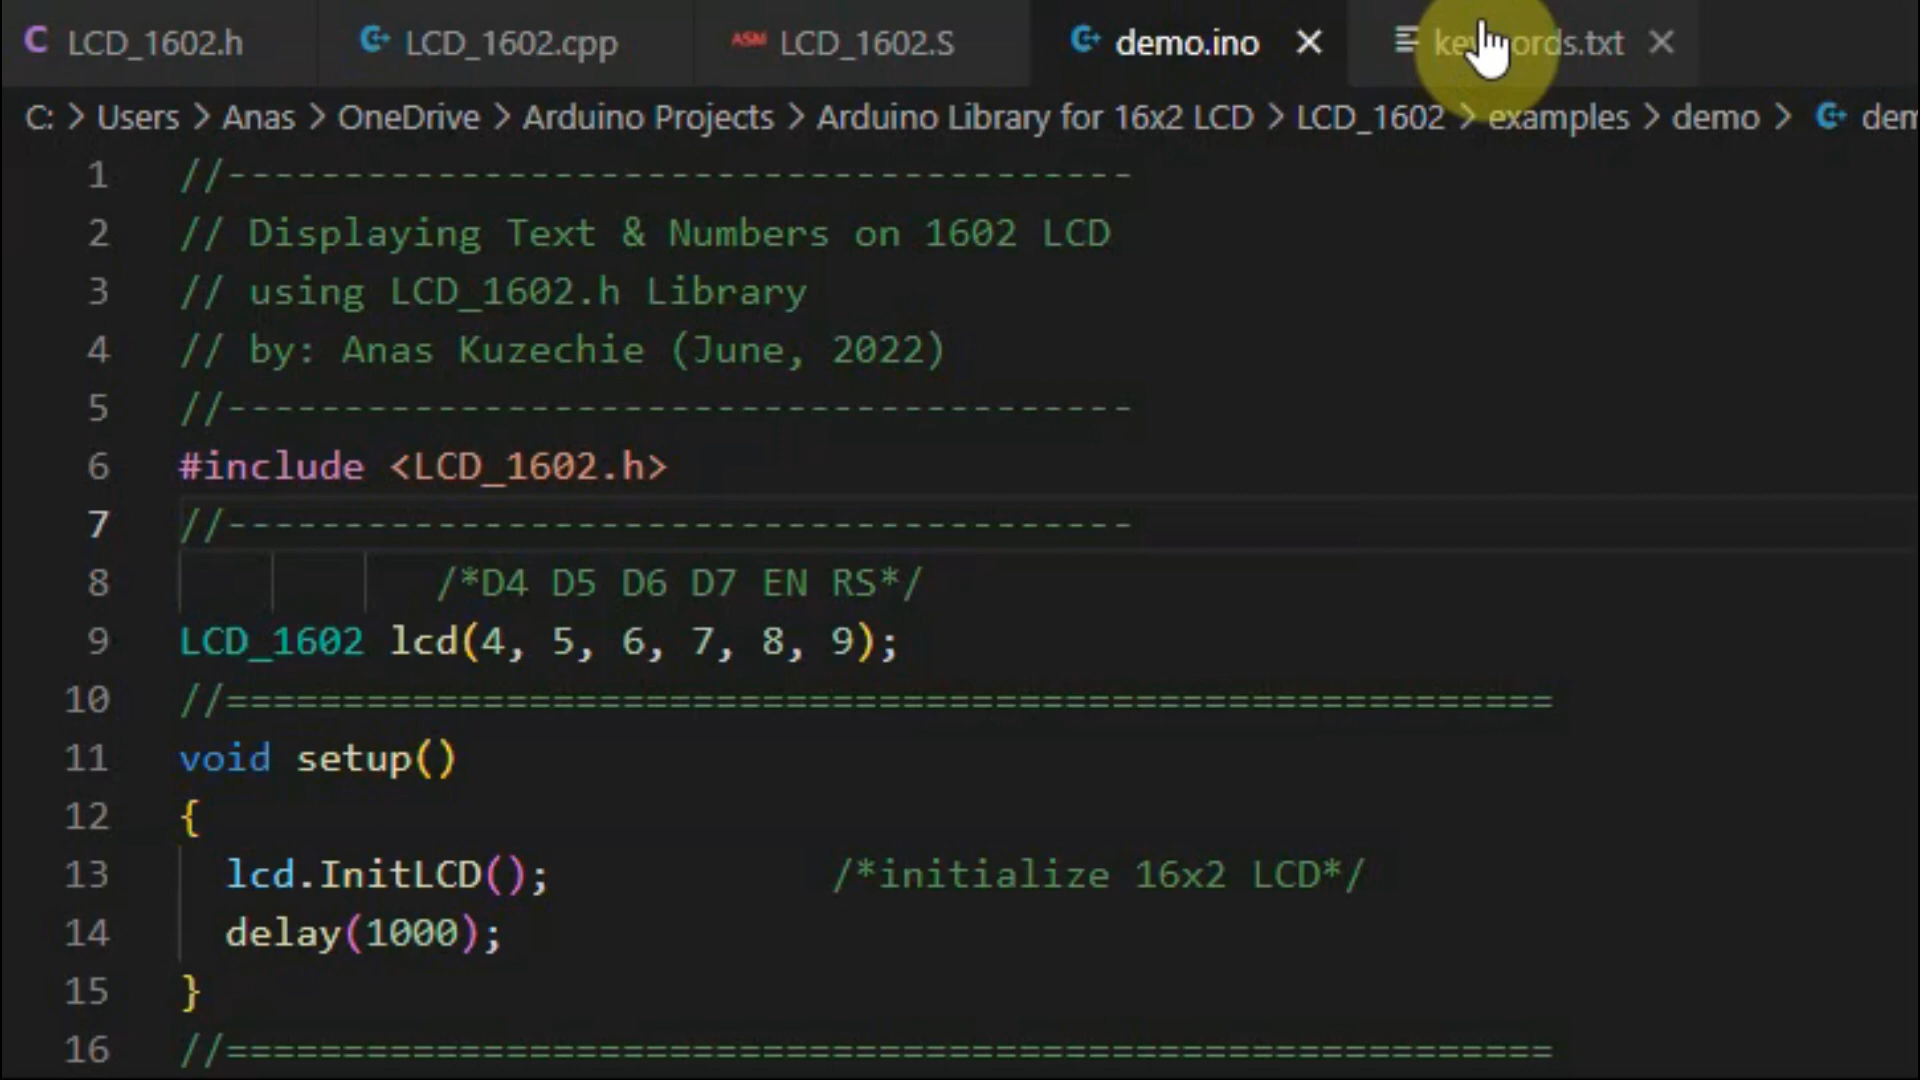 LCD_1602.h LCD_1602.cpp ASM LCD_1602.S demo.ino keywords.txt
C: > Users > Anas > OneDrive > Arduino Projects > Arduino Library for 16x2 LCD > LCD_1602 > examples > demo >
1 //---------------------------------------
2 // Displaying Text & Numbers on 1602 LCD
3 // using LCD_1602.h Library
4 // by: Anas Kuzechie (June, 2022)
5 //---------------------------------------
6 #include <LCD_1602.h>
7 //---------------------------------------
8 /*D4 D5 D6 D7 EN RS*/
9 LCD_1602 lcd(4, 5, 6, 7, 8, 9);
10 //=========================================================
11 void setup()
12 {
13 lcd.InitLCD(); /*initialize 16x2 LCD*/
14 delay(1000);
15 }
16 //=========================================================